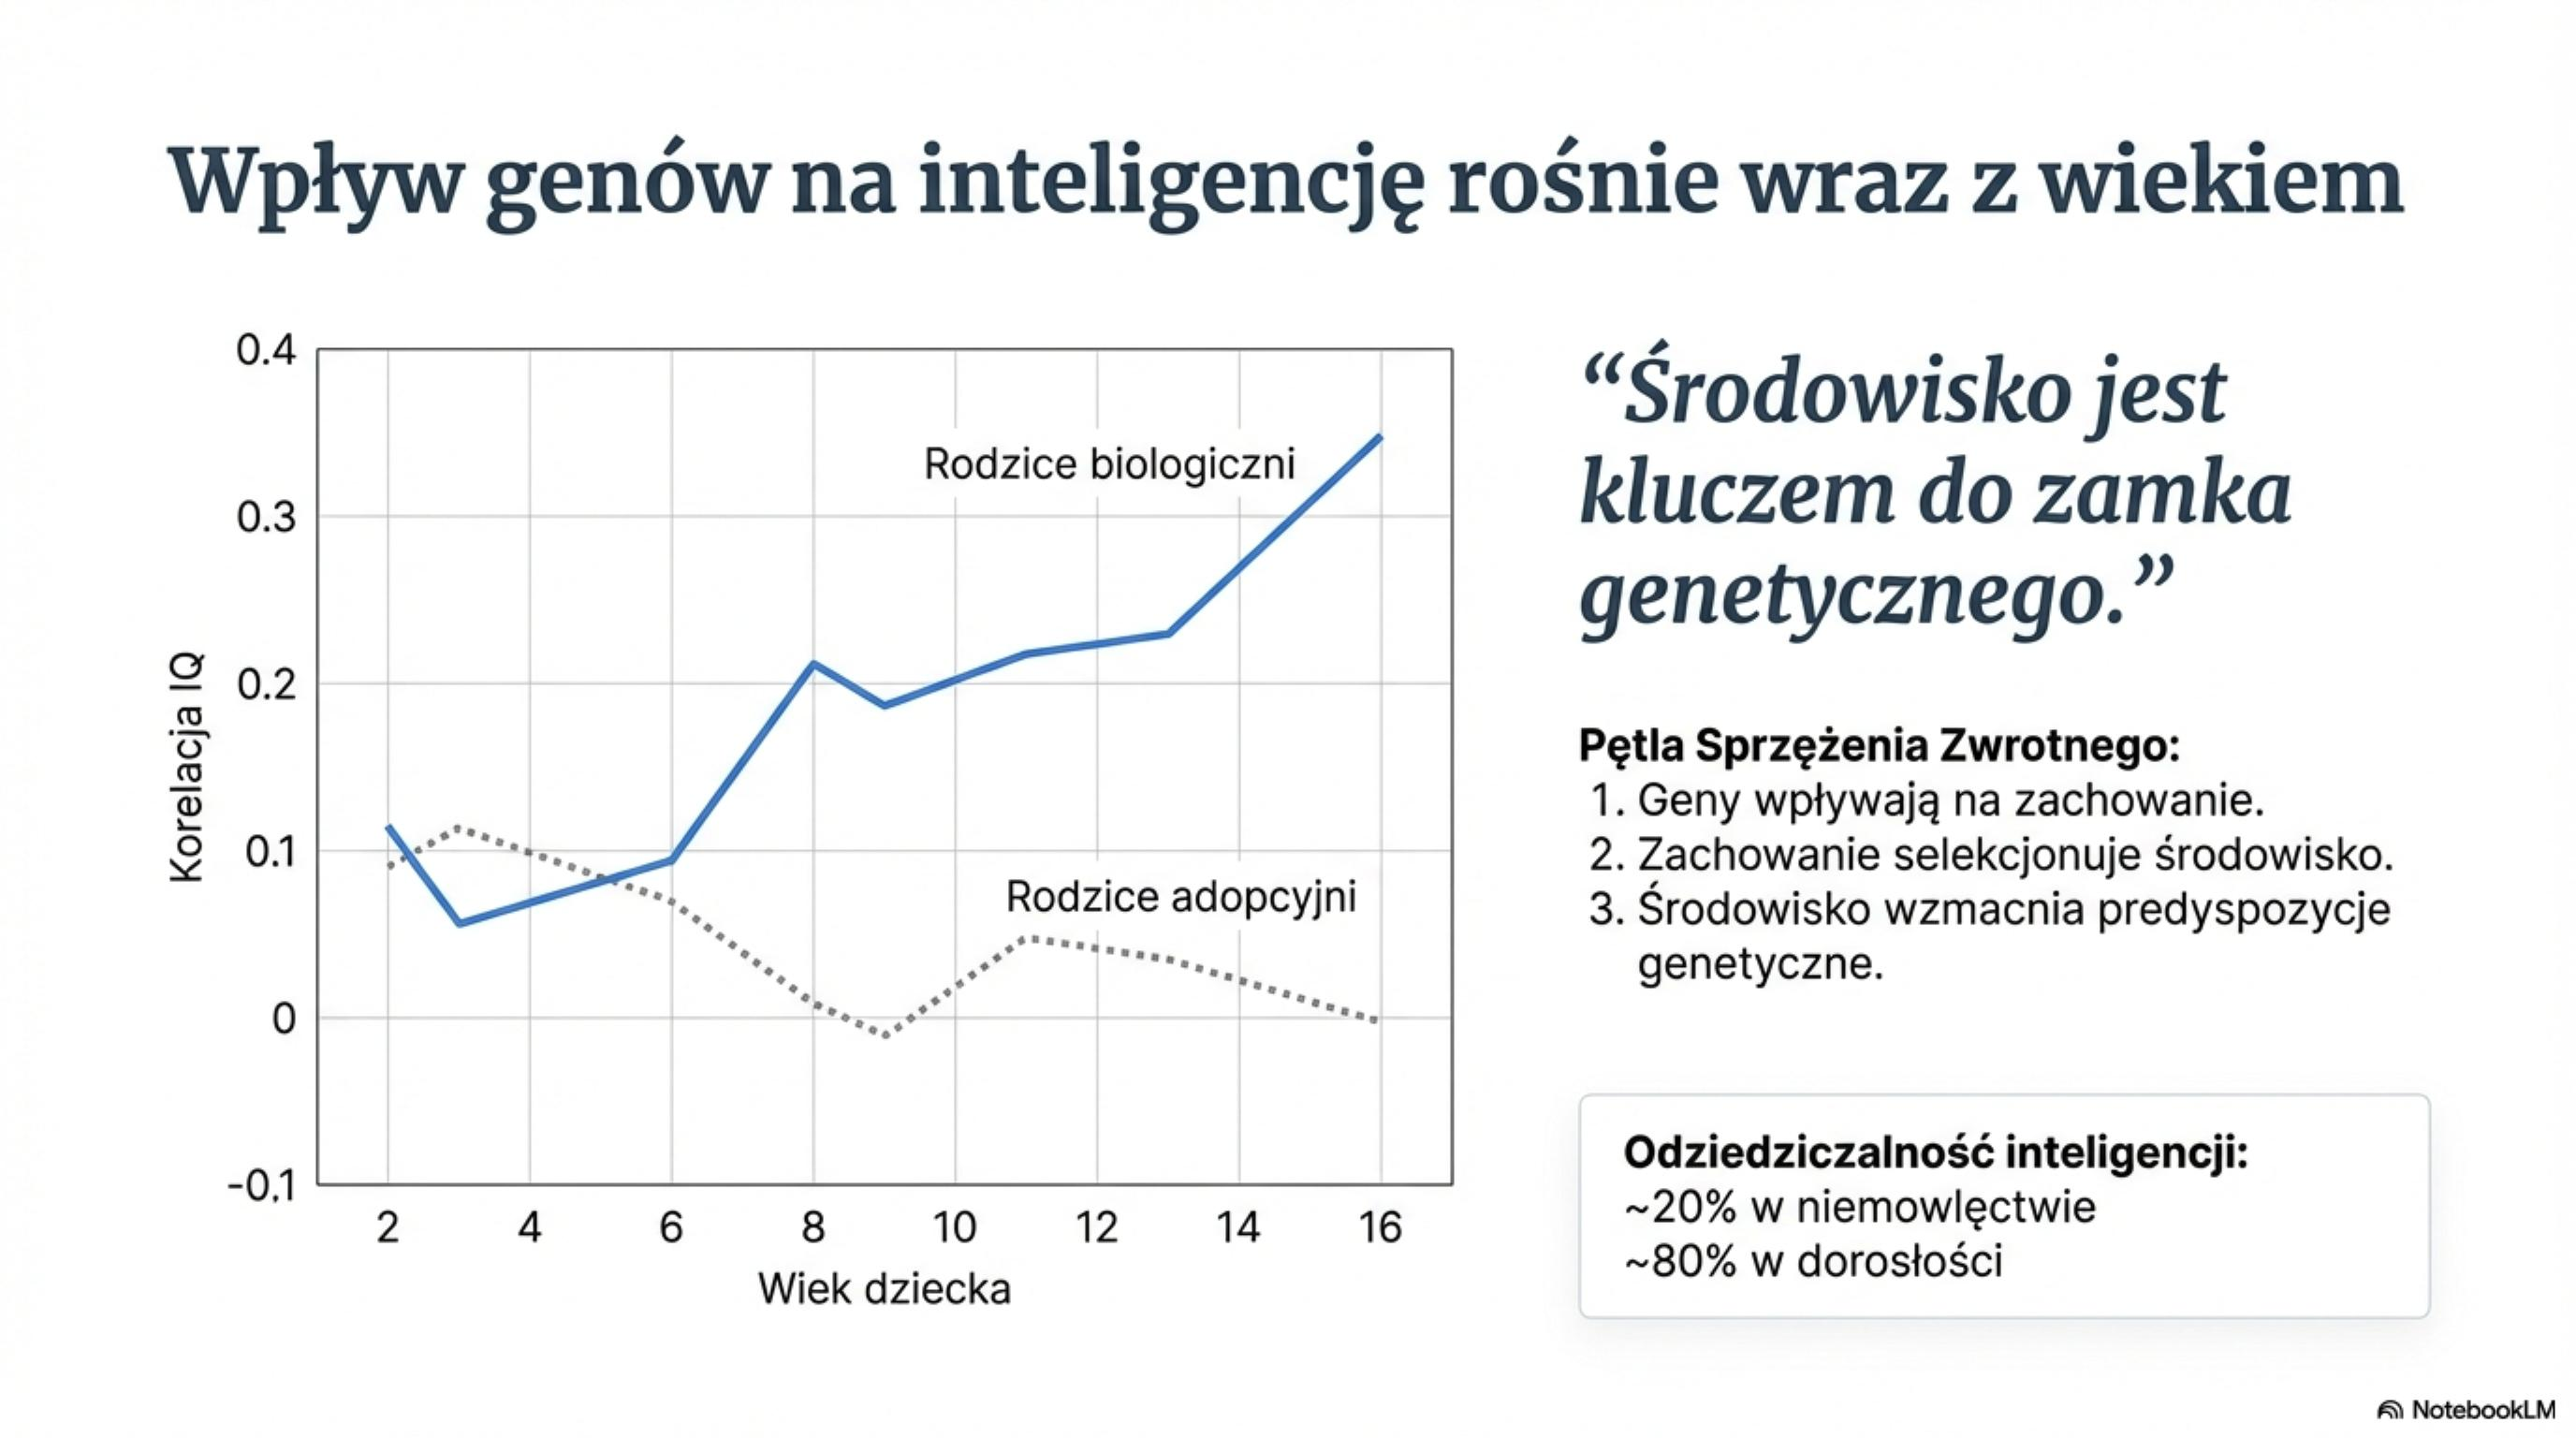 Wpływ genów na inteligencję rośnie wraz z wiekiem
0.4
0.3
0.2
0.1
0
-0,1
Korelacja IQ
Rodzice biologiczni
Rodzice adopcyjni
2 4 6 8 10 12 14 16
Wiek dziecka
“Środowisko jest
kluczem do zamka
genetycznego.”
Pętla Sprzężenia Zwrotnego:
1. Geny wpływają na zachowanie.
2. Zachowanie selekcjonuje środowisko.
3. Środowisko wzmacnia predyspozycje
genetyczne.
Odziedziczalność inteligencji:
~20% w niemowlęctwie
~80% w dorosłości
NotebookLM